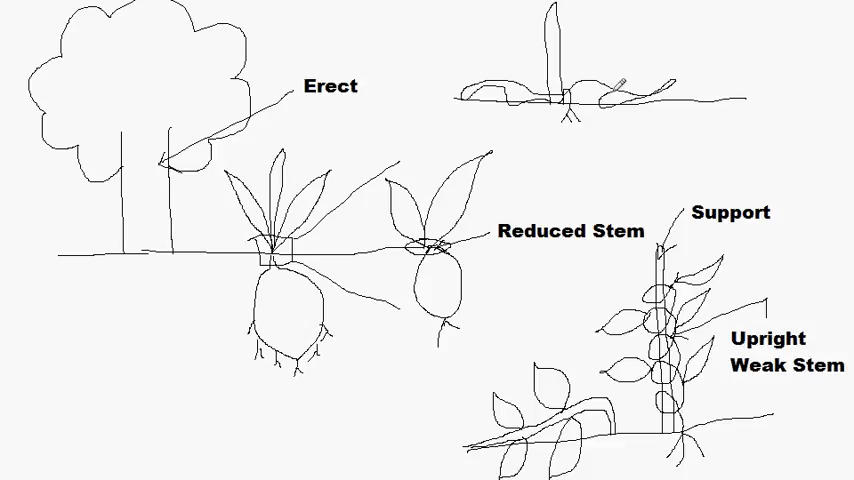 Erect
Reduced Stem
Support
Upright
Weak Stem